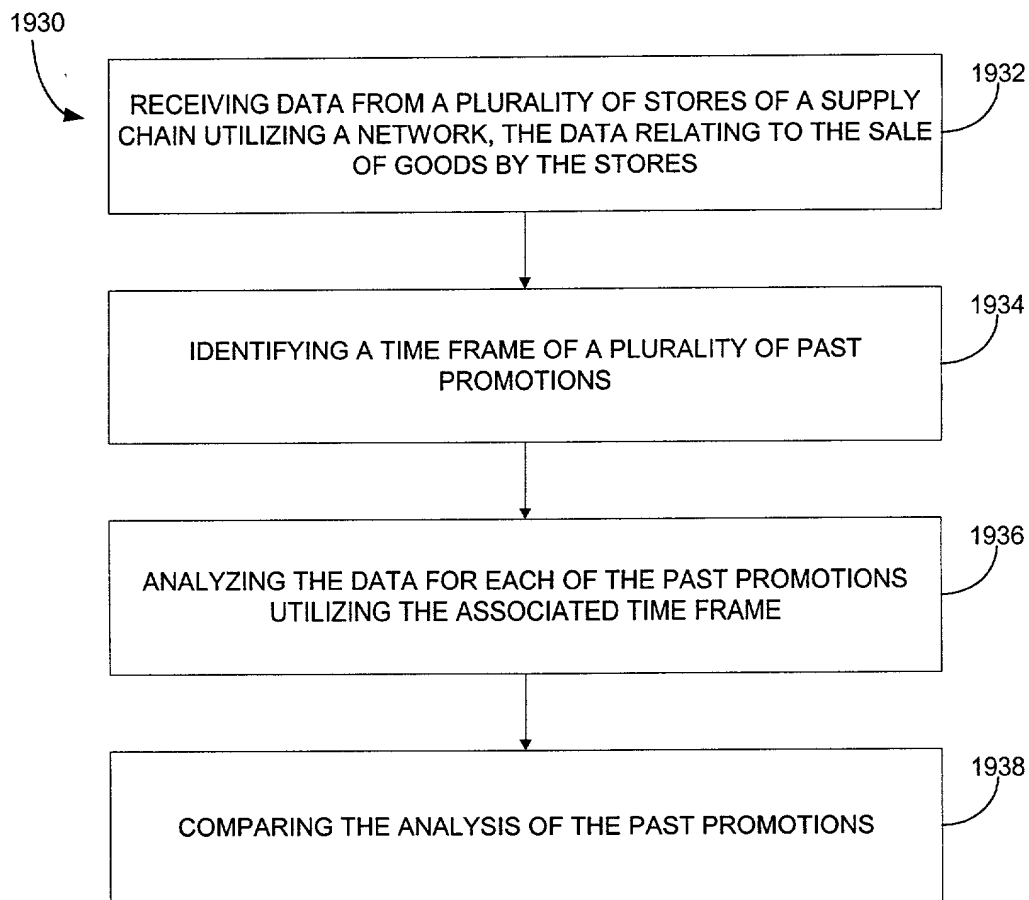 1930
1932
RECEIVING DATA FROM A PLURALITY OF STORES OF A SUPPLY
CHAIN UTILIZING A NETWORK, THE DATA RELATING TO THE SALE
OF GOODS BY THE STORES
1934
IDENTIFYING A TIME FRAME OF A PLURALITY OF PAST
PROMOTIONS
1936
ANALYZING THE DATA FOR EACH OF THE PAST PROMOTIONS
UTILIZING THE ASSOCIATED TIME FRAME
1938
COMPARING THE ANALYSIS OF THE PAST PROMOTIONS